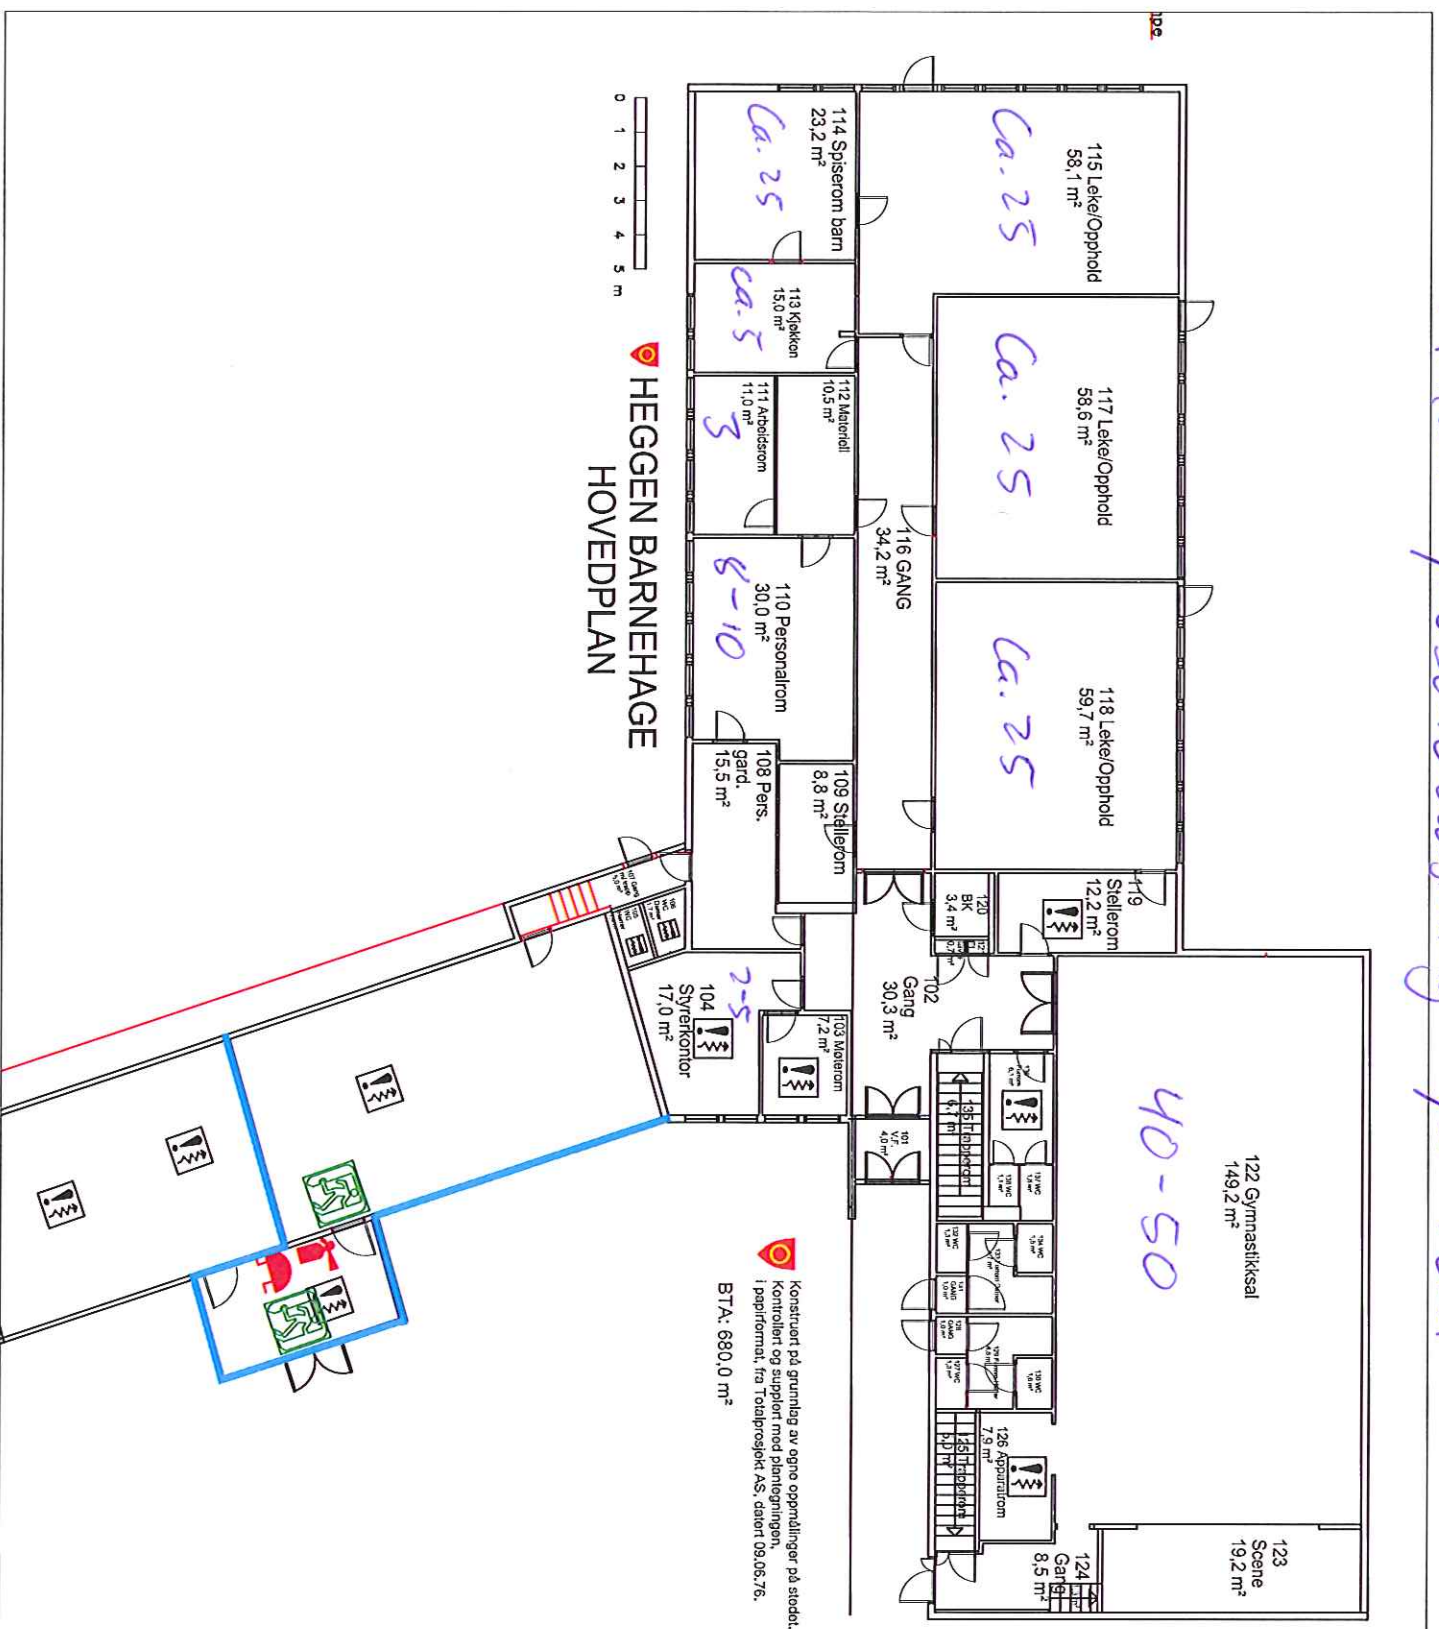 115 Leke/Opphold
58,1 m²
Ca. 25
114 Spiserom barn
23,2 m²
Ca. 25
117 Leke/Opphold
58,6 m²
Ca. 25
113 Kjøkken
15,0 m²
ca. 5
112 Materiell
10,5 m²
111 Arbeidsrom
11,0 m²
3
116 GANG
34,2 m²
118 Leke/Opphold
59,7 m²
Ca. 25
110 Personalrom
30,0 m²
8-10
109 Stellerom
8,8 m²
108 Pers.
gard.
15,5 m²
119
Stellerom
12,2 m²
120
BK
3,4 m²
102
Gang
30,3 m²
103 Møterom
7,2 m²
2-5
104
Styrerkontor
17,0 m²
101
V.F.
4,0 m²
122 Gymnastikksal
149,2 m²
40-50
123
Scene
19,2 m²
124
Gang
8,5 m²
126 Apparatrom
7,9 m²
125 Trapperom
135 Trapperom
0 1 2 3 4 5 m
HEGGEN BARNEHAGE
HOVEDPLAN
Konstruert på grunnlag av egne oppmålinger på stedet.
Kontrollert og supplert med plantegningen,
i papirformat, fra Totalprosjekt AS, datert 09.06.76.
BTA: 680,0 m²